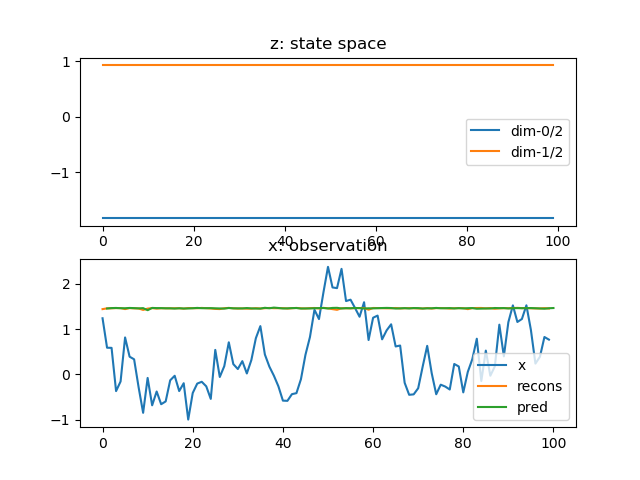 z: state space
1
0
−1
dim-0/2
dim-1/2
0 20 40 60 80 100
x: observation
2
1
0
−1
x
recons
pred
0 20 40 60 80 100